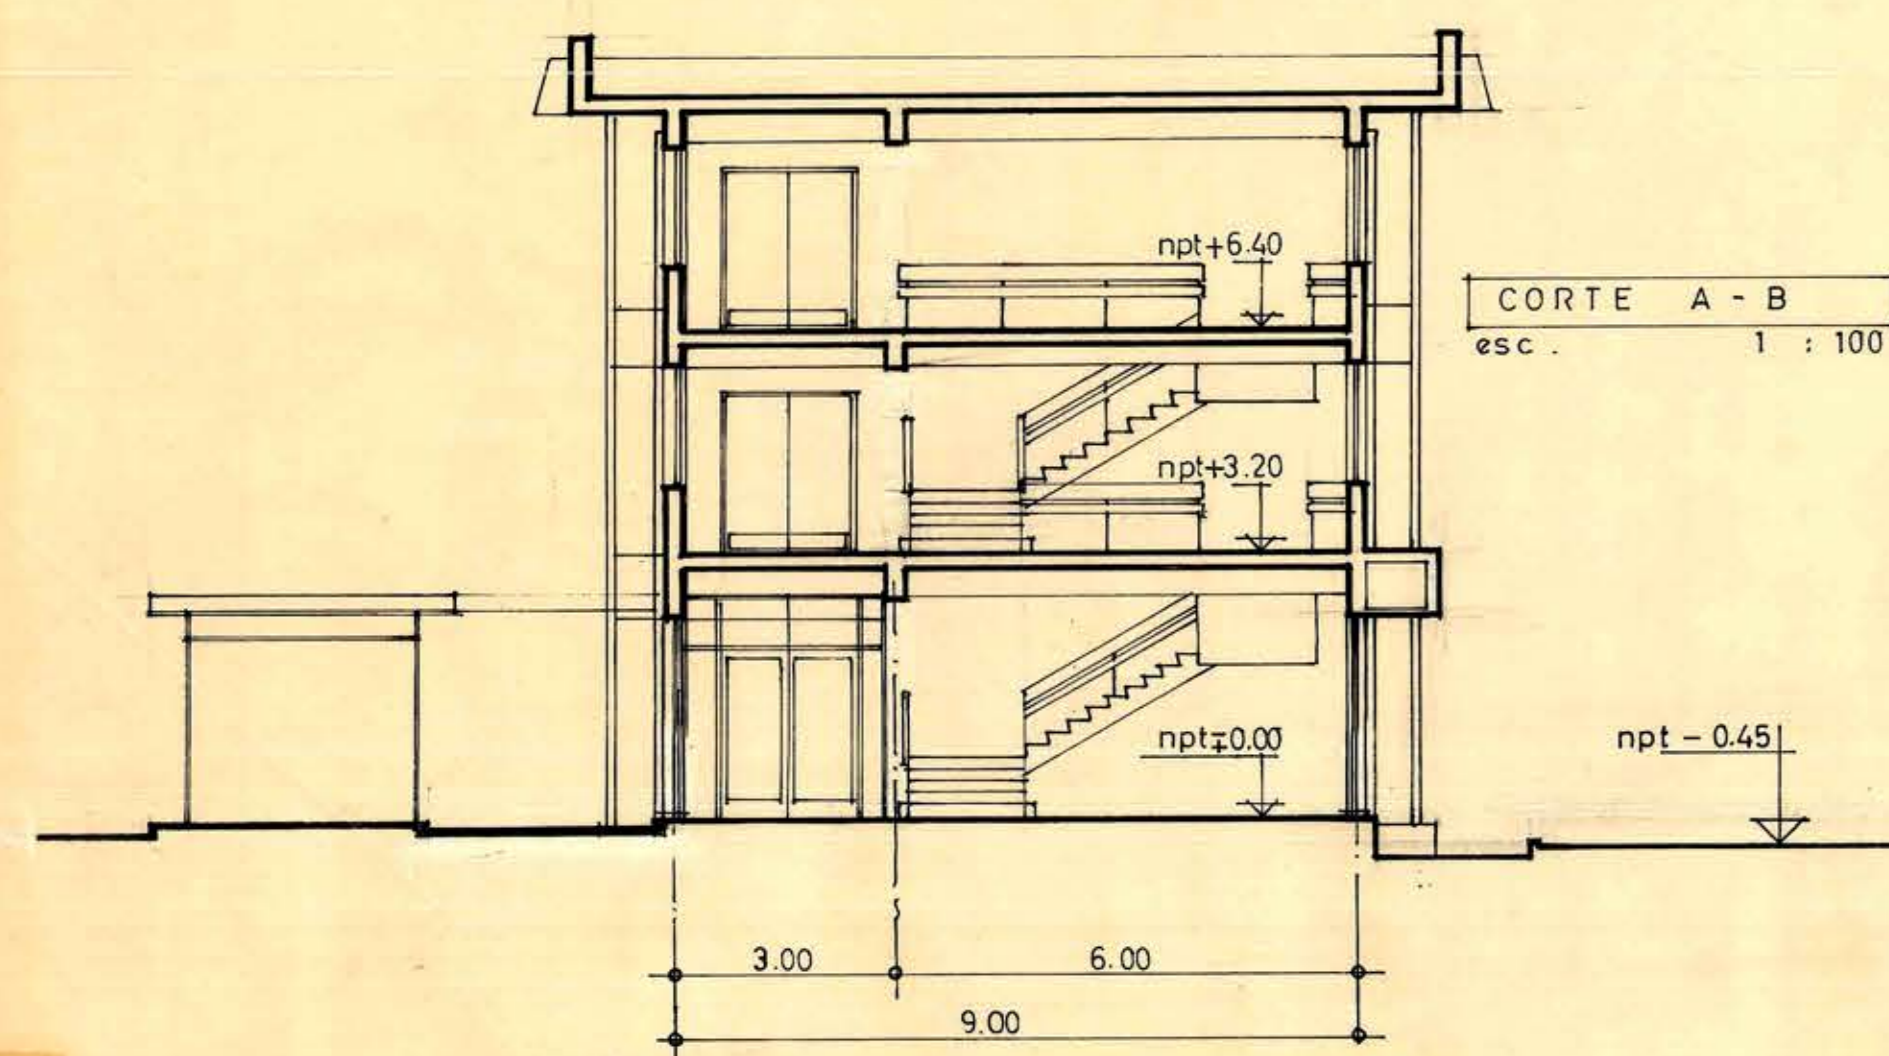 npt+6.40
CORTE A - B
esc. 1 : 100
npt+3.20
npt∓0.00
npt - 0.45
3.00
6.00
9.00